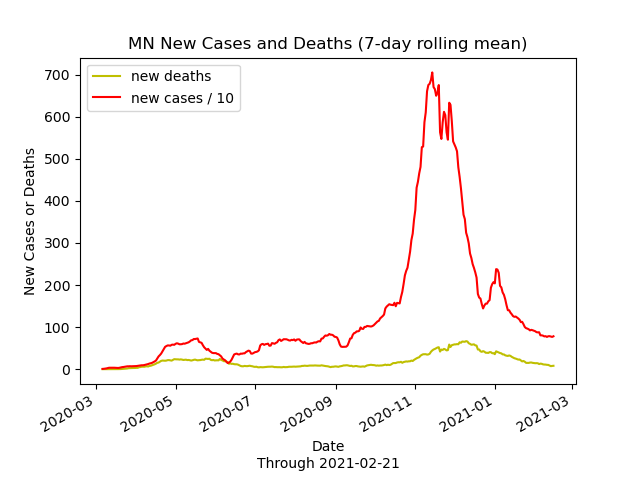 MN New Cases and Deaths (7-day rolling mean)
new deaths
new cases / 10
New Cases or Deaths
700
600
500
400
300
200
100
0
2020-03
2020-05
2020-07
2020-09
2020-11
2021-01
2021-03
Date
Through 2021-02-21